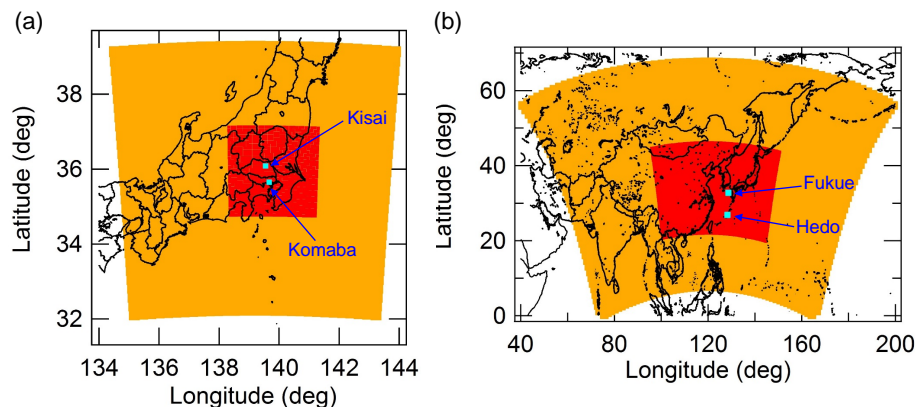 (a)
(b)
38
36
34
32
134
136
138
140
142
144
Latitude (deg)
Longitude (deg)
Kisai
Komaba
60
40
20
0
40
80
120
160
200
Latitude (deg)
Longitude (deg)
Fukue
Hedo